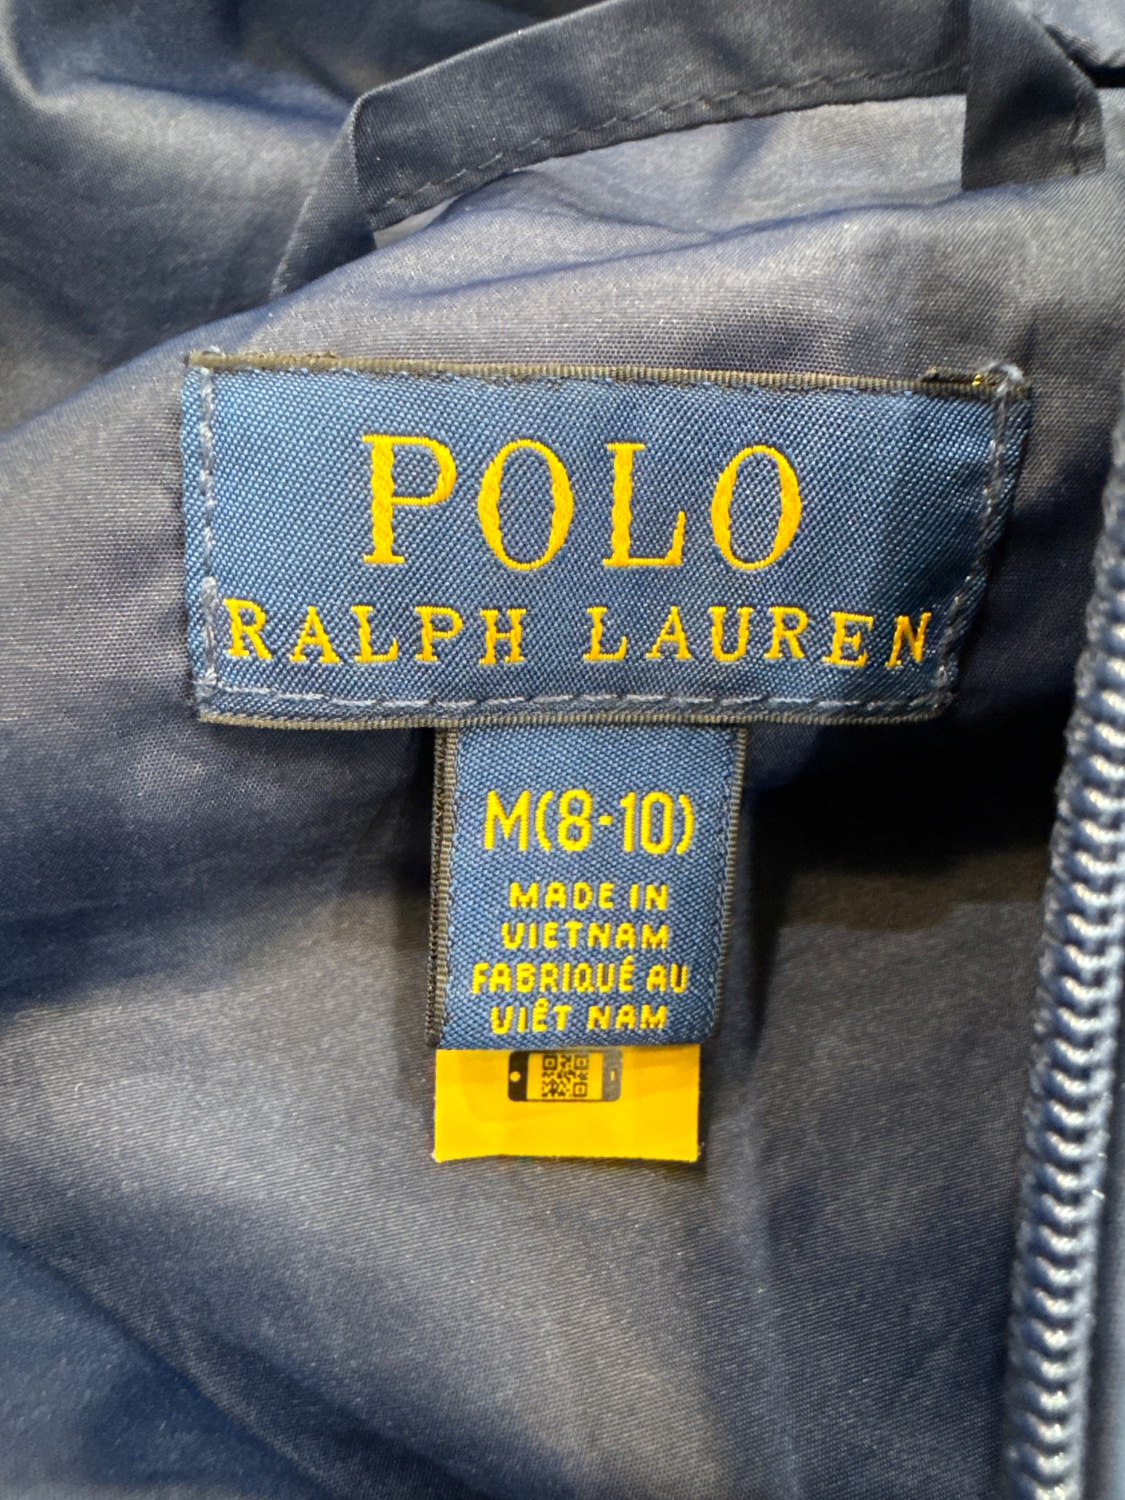 POLO
RALPH LAUREN
M(8-10)
MADE IN
VIETNAM
FABRIQUÉ AU
VIÊT NAM